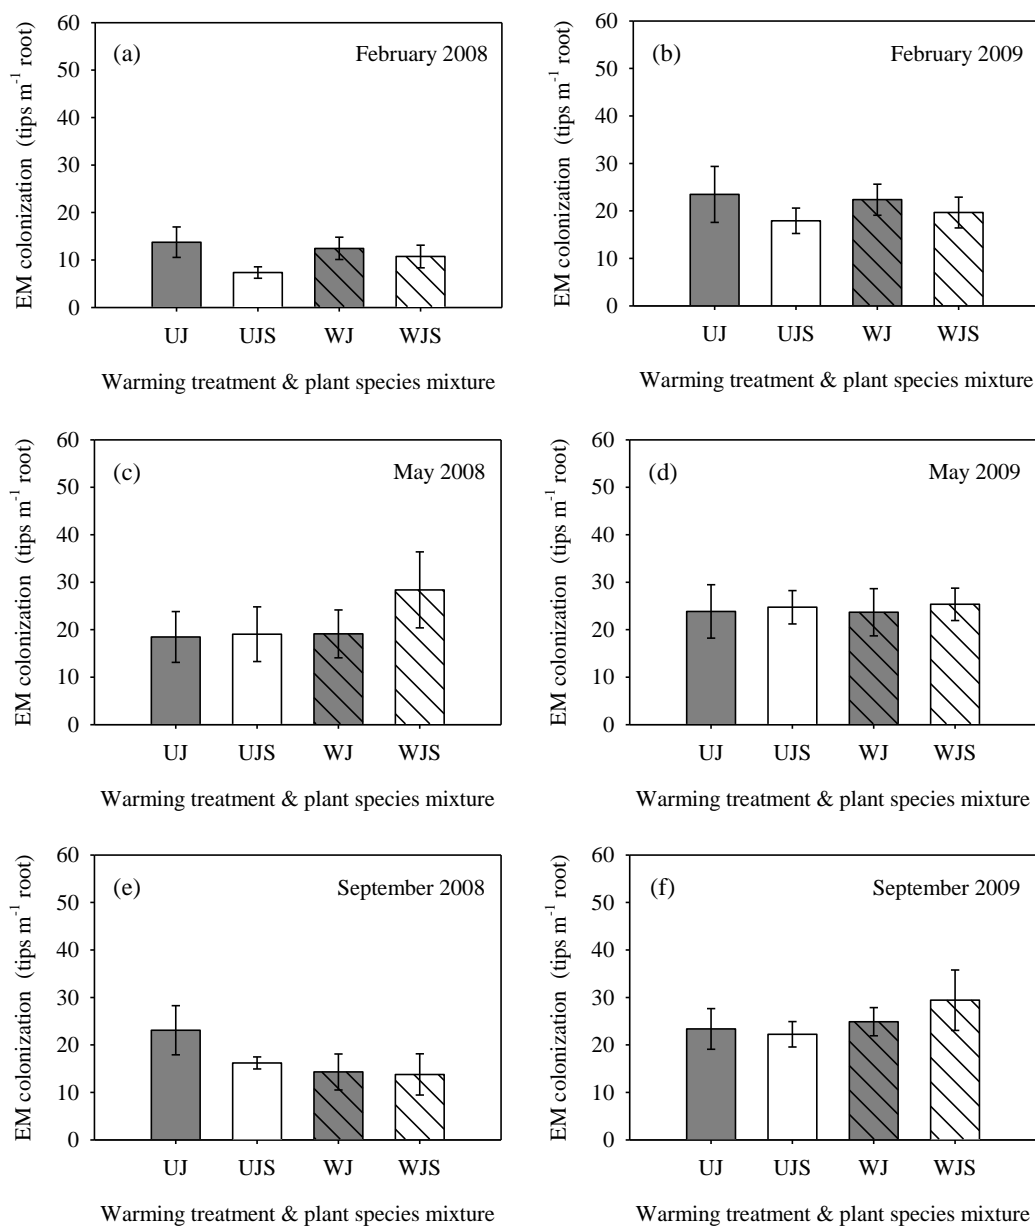 EM colonization (tips m⁻¹ root)
60
50
40
30
20
10
0
(a)
February 2008
UJ UJS WJ WJS
Warming treatment & plant species mixture
EM colonization (tips m⁻¹ root)
60
50
40
30
20
10
0
(b)
February 2009
UJ UJS WJ WJS
Warming treatment & plant species mixture
EM colonization (tips m⁻¹ root)
60
50
40
30
20
10
0
(c)
May 2008
UJ UJS WJ WJS
Warming treatment & plant species mixture
EM colonization (tips m⁻¹ root)
60
50
40
30
20
10
0
(d)
May 2009
UJ UJS WJ WJS
Warming treatment & plant species mixture
EM colonization (tips m⁻¹ root)
60
50
40
30
20
10
0
(e)
September 2008
UJ UJS WJ WJS
Warming treatment & plant species mixture
EM colonization (tips m⁻¹ root)
60
50
40
30
20
10
0
(f)
September 2009
UJ UJS WJ WJS
Warming treatment & plant species mixture